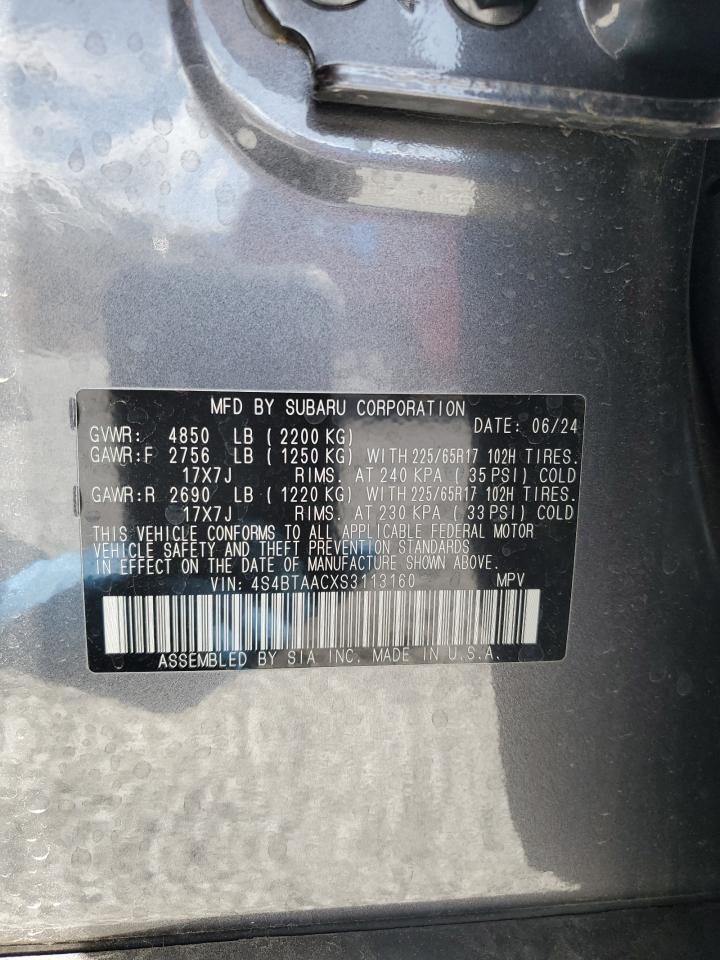 MFD BY SUBARU CORPORATION
DATE: 06/24
GVWR: 4850 LB ( 2200 KG)
GAWR:F 2756 LB ( 1250 KG) WITH 225/65R17 102H TIRES.
17X7J RIMS. AT 240 KPA ( 35 PSI) COLD
GAWR:R 2690 LB ( 1220 KG) WITH 225/65R17 102H TIRES.
17X7J RIMS. AT 230 KPA ( 33 PSI) COLD
THIS VEHICLE CONFORMS TO ALL APPLICABLE FEDERAL MOTOR
VEHICLE SAFETY AND THEFT PREVENTION STANDARDS
IN EFFECT ON THE DATE OF MANUFACTURE SHOWN ABOVE.
VIN: 4S4BTAACXS3113160 MPV
ASSEMBLED BY SIA INC. MADE IN U.S.A.